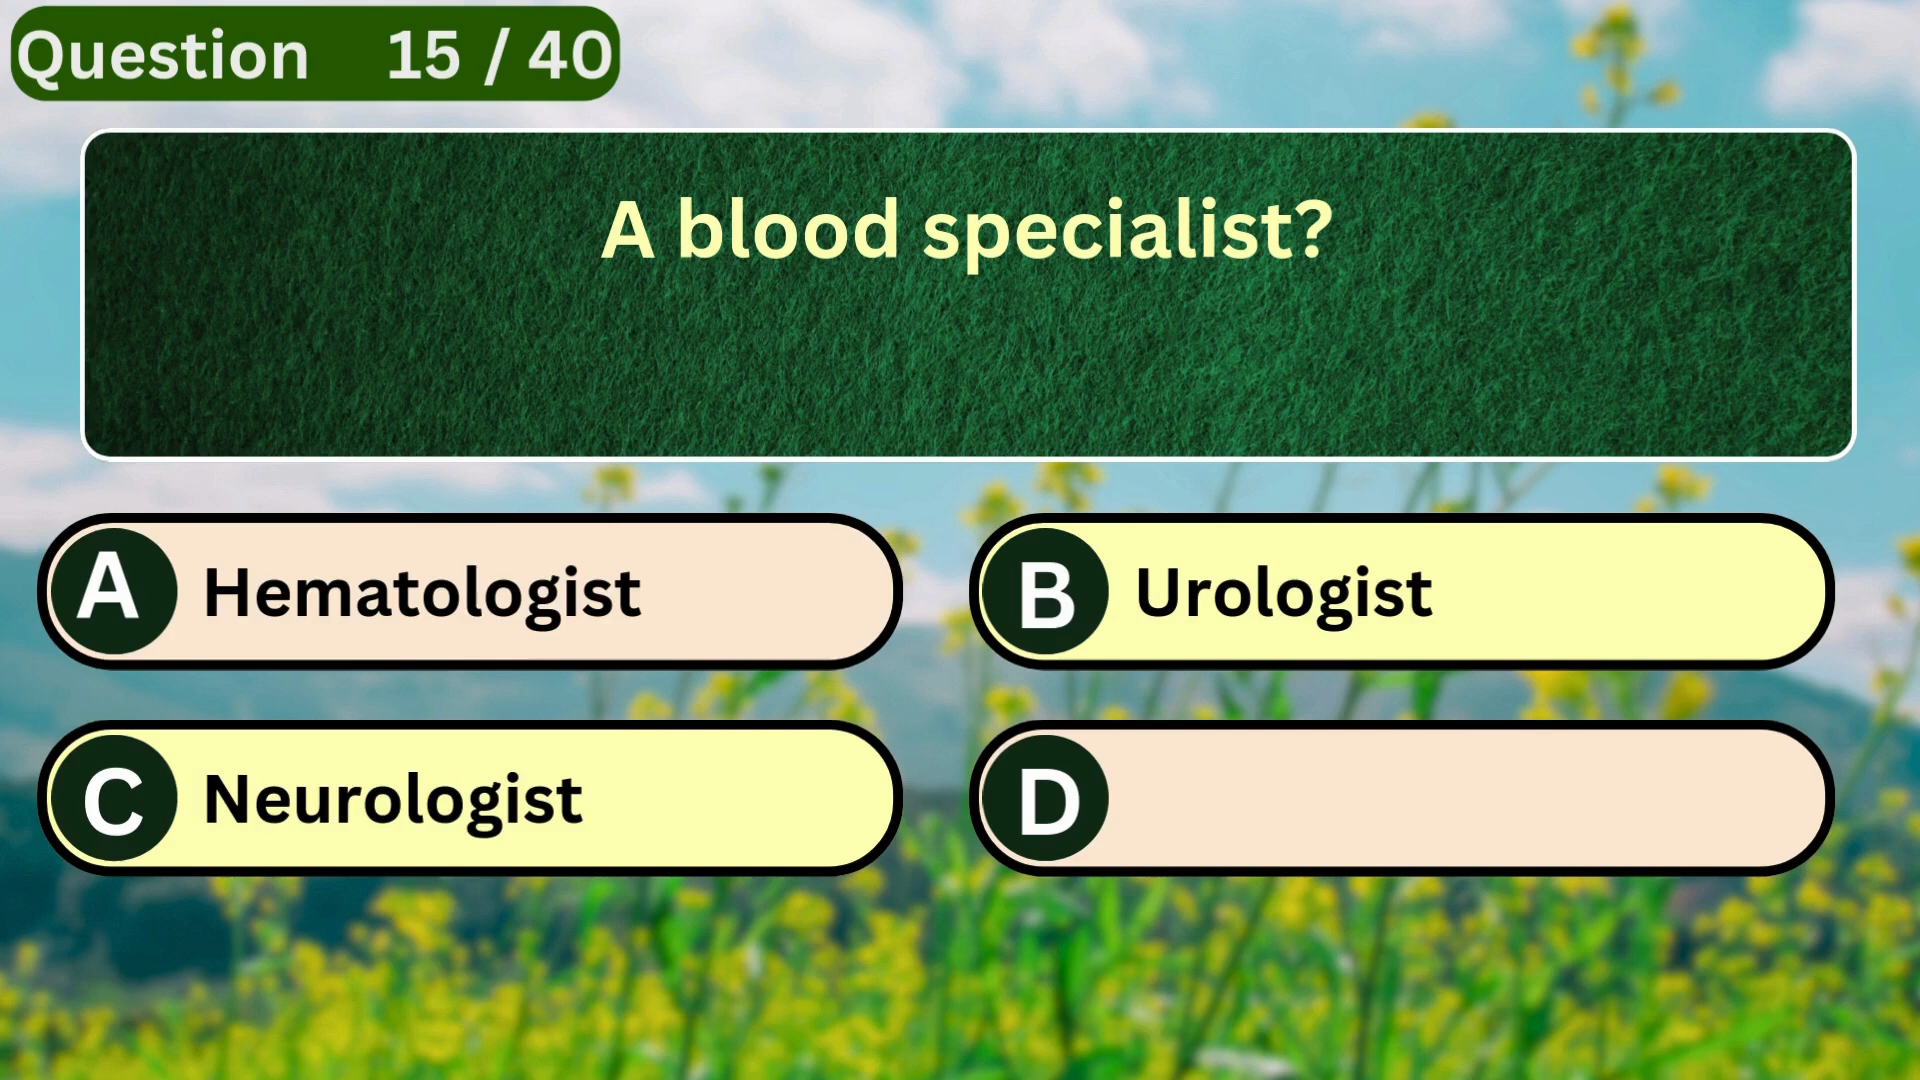 Question 15 / 40
A blood specialist?
A Hematologist
B Urologist
C Neurologist
D